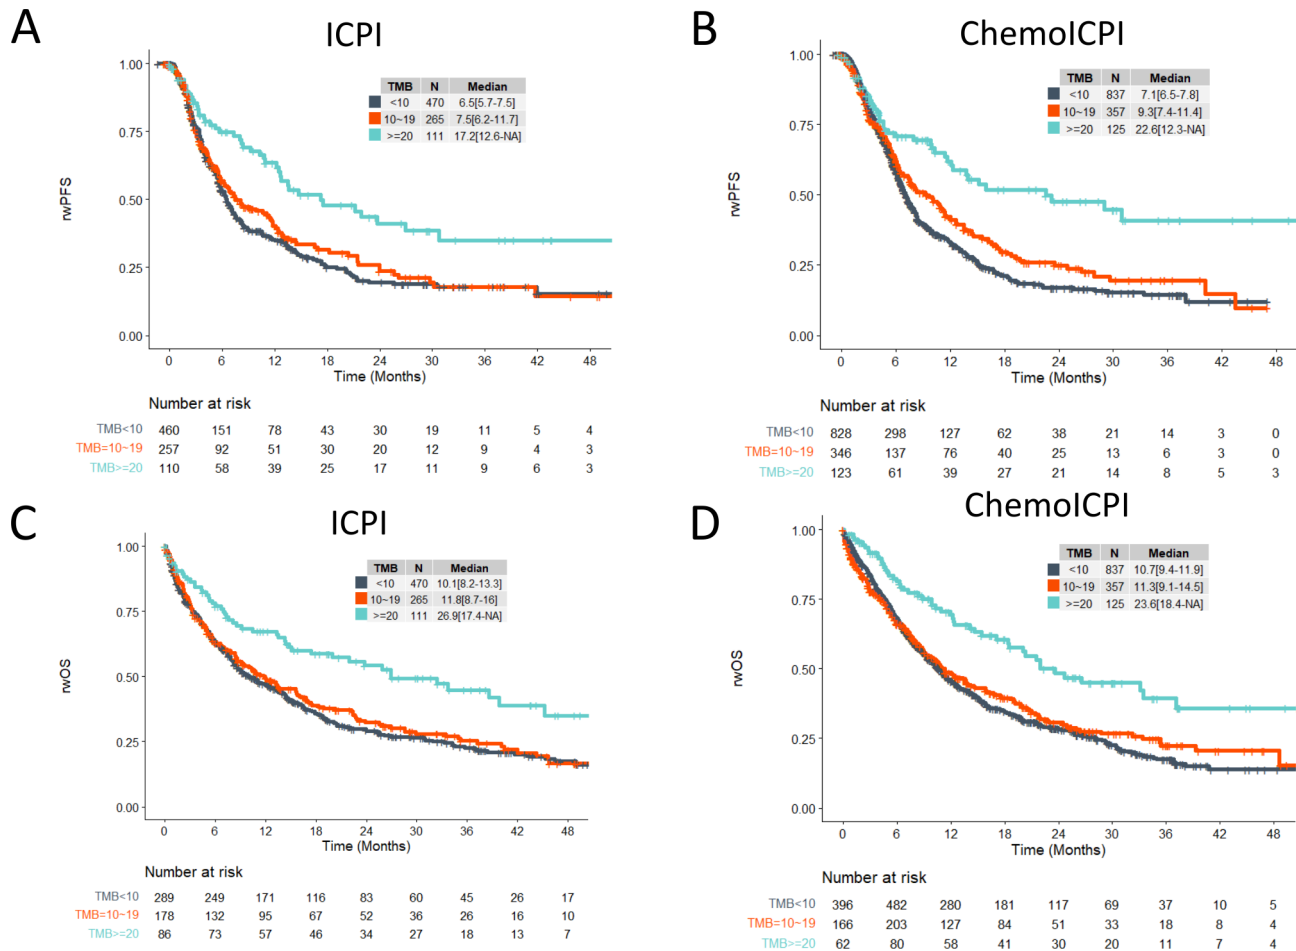 A
ICPI
TMB N Median
<10 470 6.5[5.7-7.5]
10~19 265 7.5[6.2-11.7]
>=20 111 17.2[12.6-NA]
rwPFS
1.00
0.75
0.50
0.25
0.00
0 6 12 18 24 30 36 42 48
Time (Months)
Number at risk
TMB<10 460 151 78 43 30 19 11 5 4
TMB=10~19 257 92 51 30 20 12 9 4 3
TMB>=20 110 58 39 25 17 11 9 6 3
B
ChemoICPI
TMB N Median
<10 837 7.1[6.5-7.8]
10~19 357 9.3[7.4-11.4]
>=20 125 22.6[12.3-NA]
rwPFS
1.00
0.75
0.50
0.25
0.00
0 6 12 18 24 30 36 42 48
Time (Months)
Number at risk
TMB<10 828 298 127 62 38 21 14 3 0
TMB=10~19 346 137 76 40 25 13 6 3 0
TMB>=20 123 61 39 27 21 14 8 5 3
C
ICPI
TMB N Median
<10 470 10.1[8.2-13.3]
10~19 265 11.8[8.7-16]
>=20 111 26.9[17.4-NA]
rwOS
1.00
0.75
0.50
0.25
0.00
0 6 12 18 24 30 36 42 48
Time (Months)
Number at risk
TMB<10 289 249 171 116 83 60 45 26 17
TMB=10~19 178 132 95 67 52 36 26 16 10
TMB>=20 86 73 57 46 34 27 18 13 7
D
ChemoICPI
TMB N Median
<10 837 10.7[9.4-11.9]
10~19 357 11.3[9.1-14.5]
>=20 125 23.6[18.4-NA]
rwOS
1.00
0.75
0.50
0.25
0.00
0 6 12 18 24 30 36 42 48
Time (Months)
Number at risk
TMB<10 396 482 280 181 117 69 37 10 5
TMB=10~19 166 203 127 84 51 33 18 8 4
TMB>=20 62 80 58 41 30 20 11 7 4